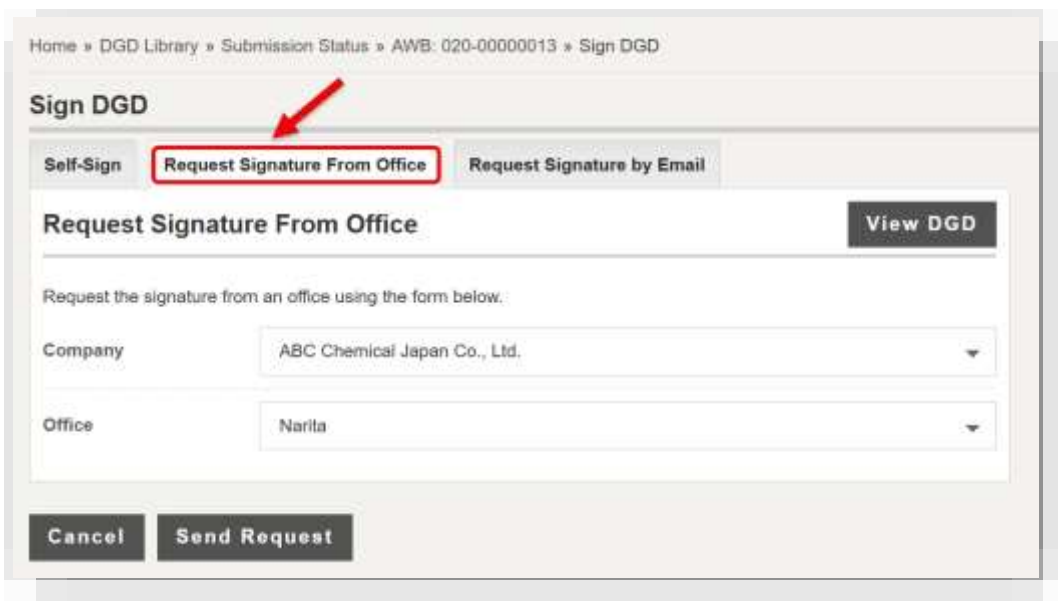 Home » DGD Library » Submission Status » AWB: 020-00000013 » Sign DGD
Sign DGD
Self-Sign Request Signature From Office Request Signature by Email
Request Signature From Office View DGD
Request the signature from an office using the form below.
Company ABC Chemical Japan Co., Ltd.
Office Narita
Cancel Send Request